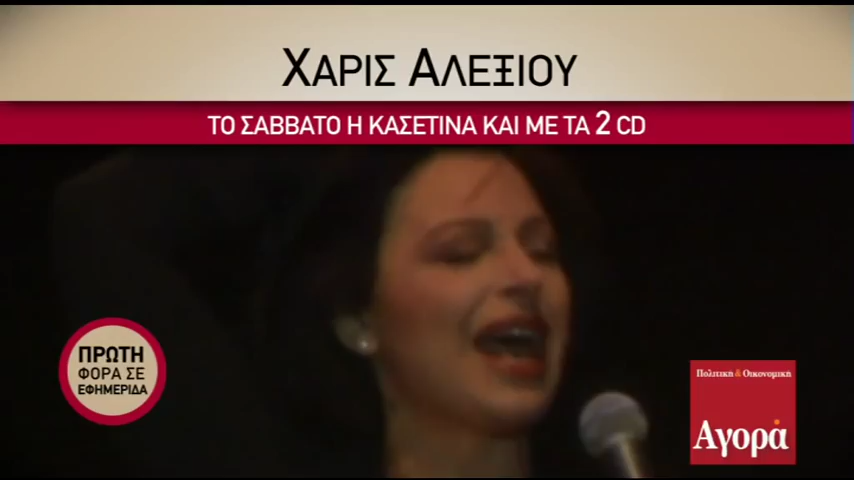 ΧΑΡΙΣ ΑΛΕΞΙΟΥ
ΤΟ ΣΑΒΒΑΤΟ Η ΚΑΣΕΤΙΝΑ ΚΑΙ ΜΕ ΤΑ 2 CD
ΠΡΩΤΗ
ΦΟΡΑ ΣΕ
ΕΦΗΜΕΡΙΔΑ
Πολιτική & Οικονομική
Αγορά